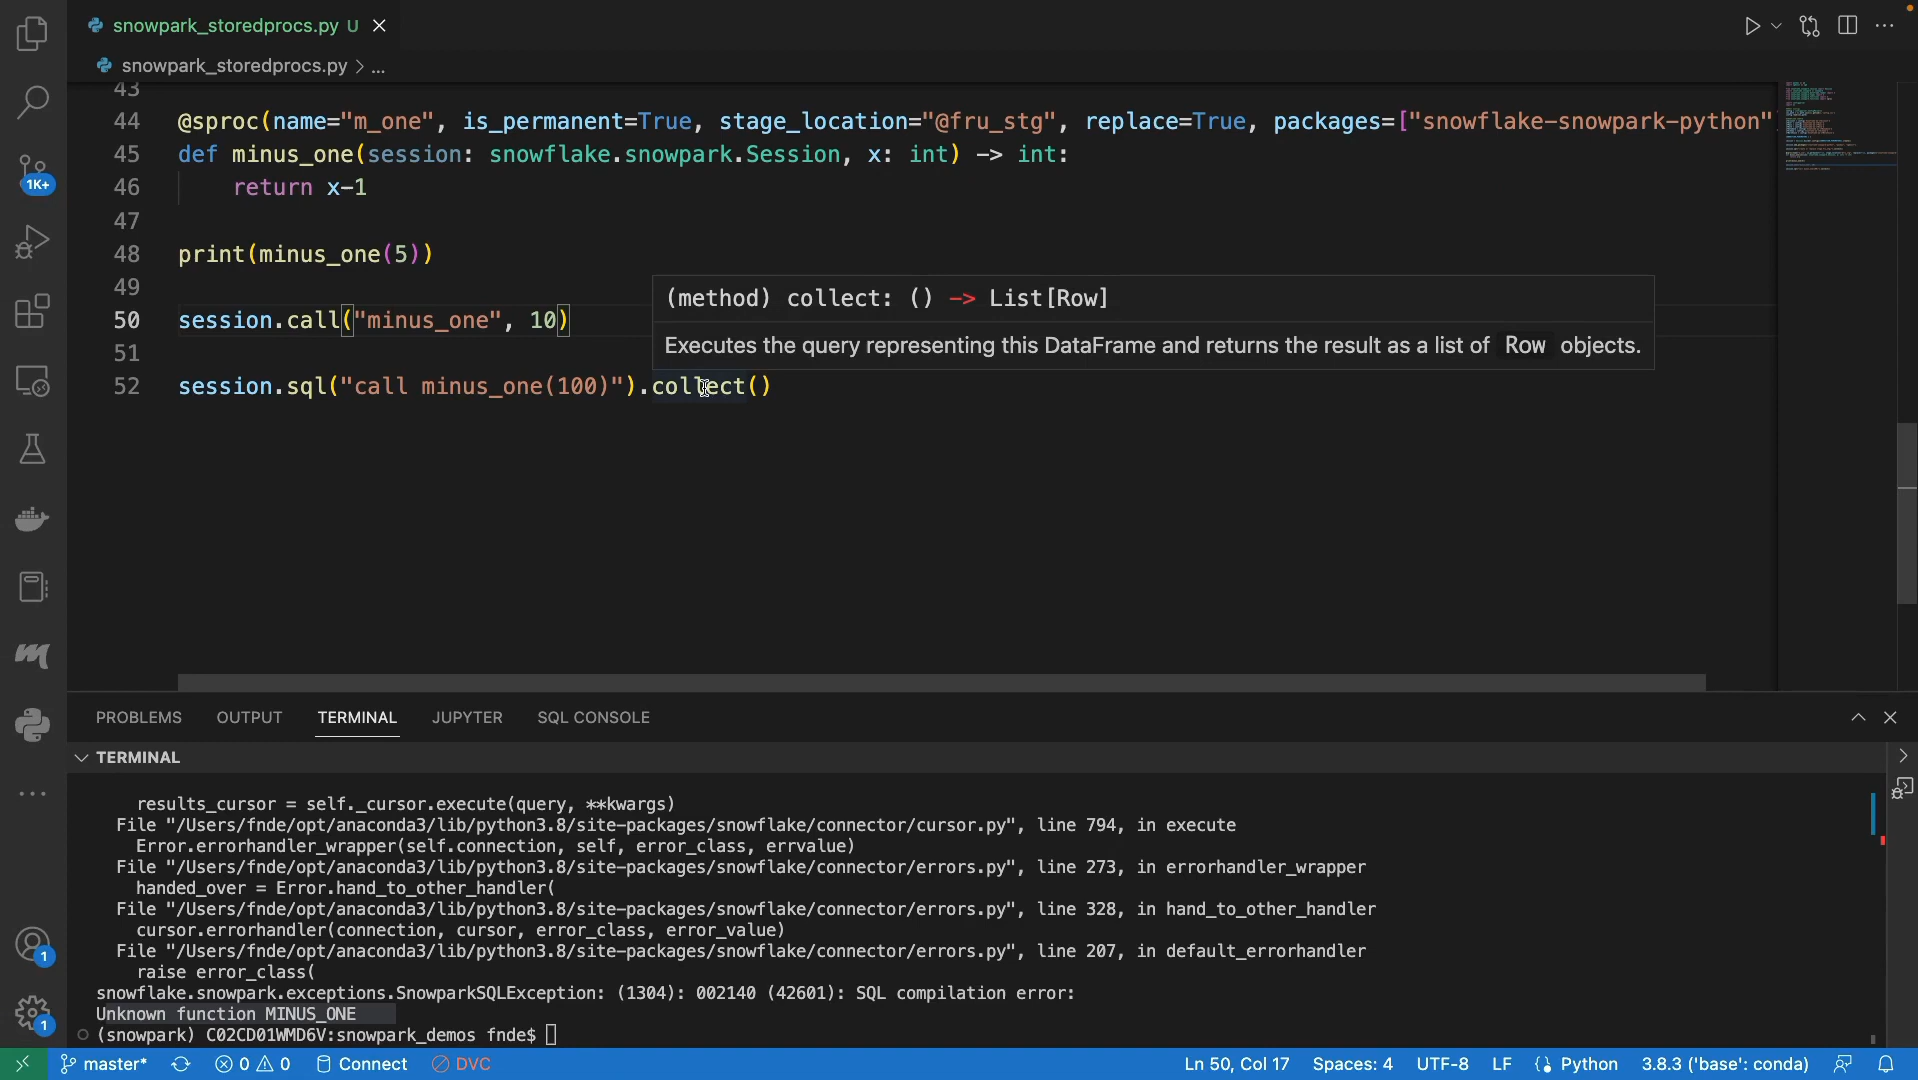 snowpark_storedprocs.py U
snowpark_storedprocs.py > ...
43
44 @sproc(name="m_one", is_permanent=True, stage_location="@fru_stg", replace=True, packages=["snowflake-snowpark-python"
45 def minus_one(session: snowflake.snowpark.Session, x: int) -> int:
46 return x-1
47
48 print(minus_one(5))
49
(method) collect: () -> List[Row]
50 session.call("minus_one", 10)
Executes the query representing this DataFrame and returns the result as a list of Row objects.
51
52 session.sql("call minus_one(100)").collect()
1K+
PROBLEMS OUTPUT TERMINAL JUPYTER SQL CONSOLE
TERMINAL
results_cursor = self._cursor.execute(query, **kwargs)
File "/Users/fnde/opt/anaconda3/lib/python3.8/site-packages/snowflake/connector/cursor.py", line 794, in execute
Error.errorhandler_wrapper(self.connection, self, error_class, errvalue)
File "/Users/fnde/opt/anaconda3/lib/python3.8/site-packages/snowflake/connector/errors.py", line 273, in errorhandler_wrapper
handed_over = Error.hand_to_other_handler(
File "/Users/fnde/opt/anaconda3/lib/python3.8/site-packages/snowflake/connector/errors.py", line 328, in hand_to_other_handler
cursor.errorhandler(connection, cursor, error_class, error_value)
File "/Users/fnde/opt/anaconda3/lib/python3.8/site-packages/snowflake/connector/errors.py", line 207, in default_errorhandler
raise error_class(
snowflake.snowpark.exceptions.SnowparkSQLException: (1304): 002140 (42601): SQL compilation error:
Unknown function MINUS_ONE
(snowpark) C02CD01WMD6V:snowpark_demos fnde$
1
1
master* 0 0 Connect DVC Ln 50, Col 17 Spaces: 4 UTF-8 LF Python 3.8.3 ('base': conda)